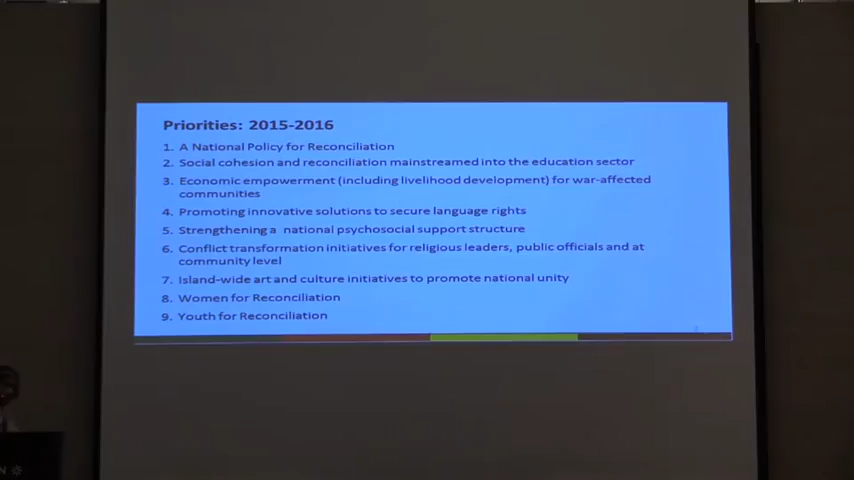 Priorities: 2015-2016
1. A National Policy for Reconciliation
2. Social cohesion and reconciliation mainstreamed into the education sector
3. Economic empowerment (including livelihood development) for war-affected
communities
4. Promoting innovative solutions to secure language rights
5. Strengthening a national psychosocial support structure
6. Conflict transformation initiatives for religious leaders, public officials and at
community level
7. Island-wide art and culture initiatives to promote national unity
8. Women for Reconciliation
9. Youth for Reconciliation
N